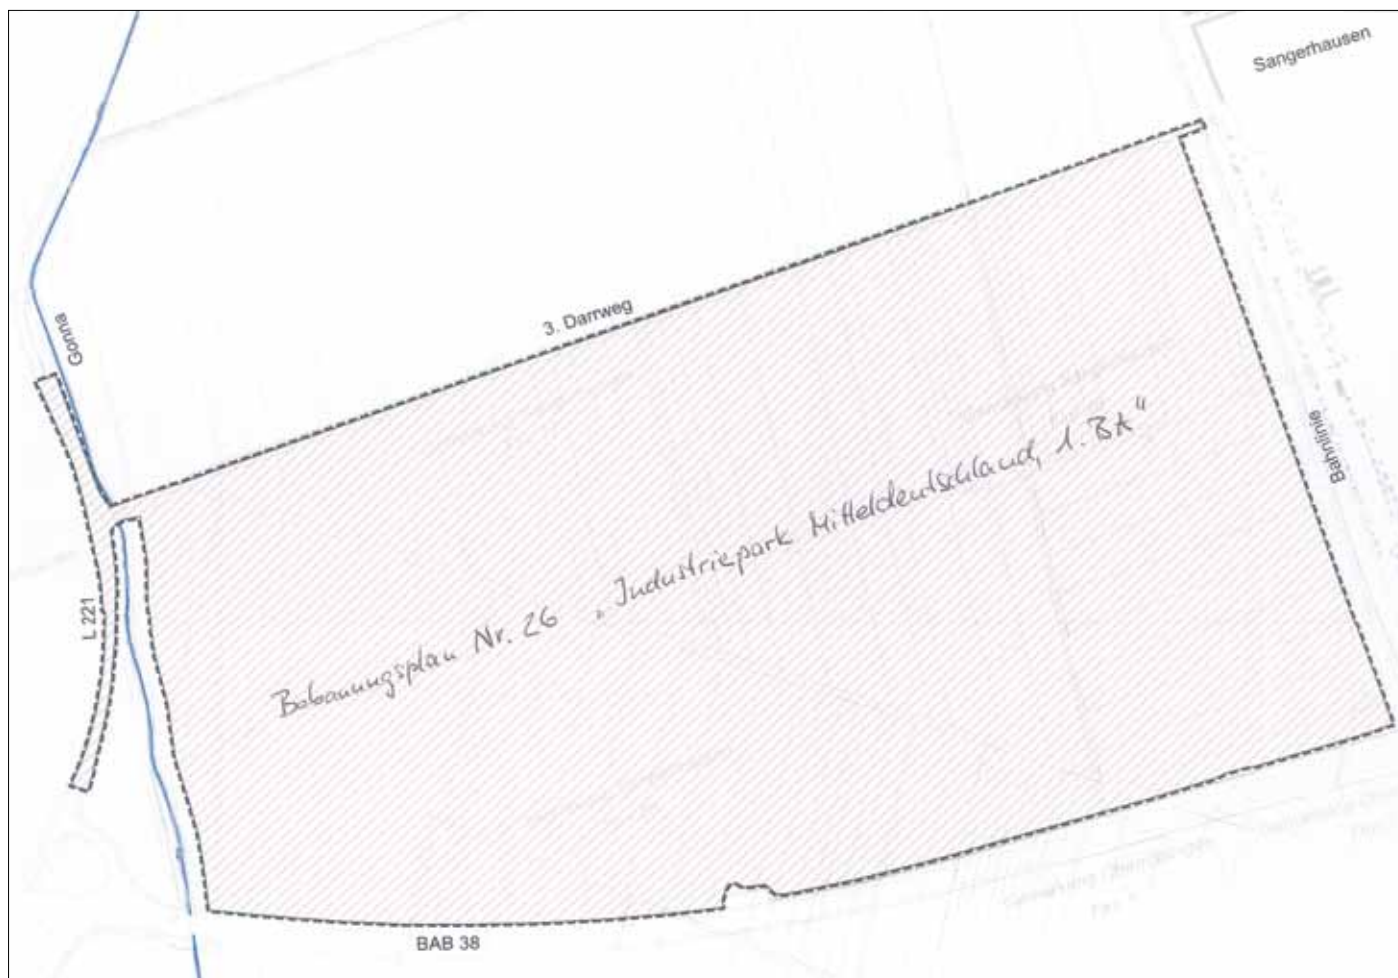 Sangerhausen
3. Darrweg
Gonna
Bahnlinie
L 221
Bebauungsplan Nr. 26 „Industriepark Mitteldeutschland, 1. BA“
BAB 38